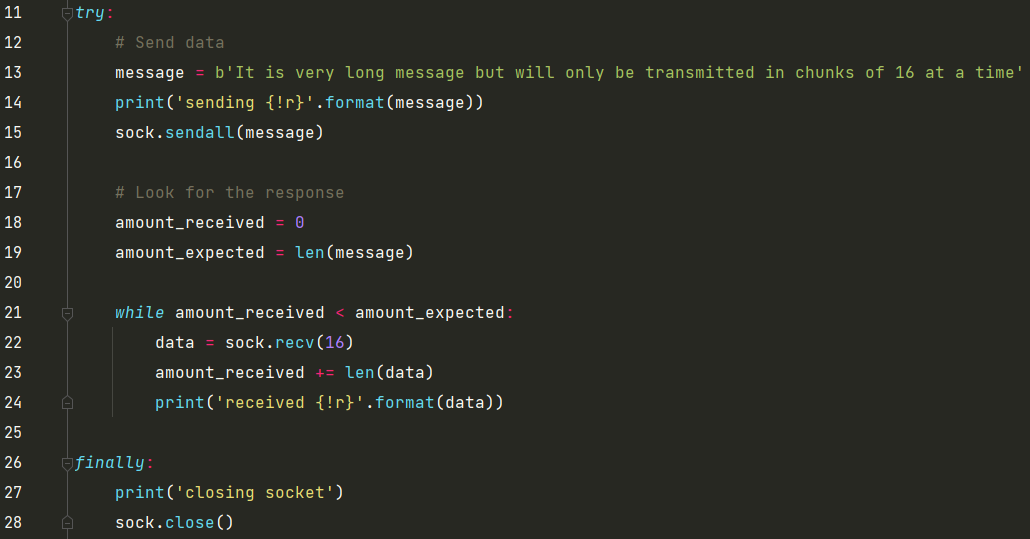 11 try:
12     # Send data
13     message = b'It is very long message but will only be transmitted in chunks of 16 at a time'
14     print('sending {!r}'.format(message))
15     sock.sendall(message)
16
17     # Look for the response
18     amount_received = 0
19     amount_expected = len(message)
20
21     while amount_received < amount_expected:
22         data = sock.recv(16)
23         amount_received += len(data)
24         print('received {!r}'.format(data))
25
26 finally:
27     print('closing socket')
28     sock.close()